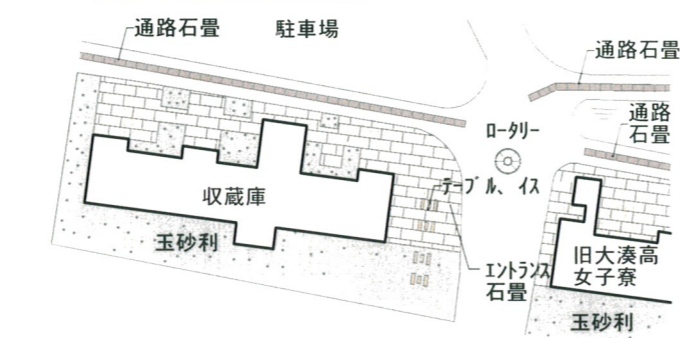 通路石畳
駐車場
通路石畳
ロータリー
通路
石畳
テーブル、イス
収蔵庫
玉砂利
エントランス
石畳
旧大湊高
女子寮
玉砂利